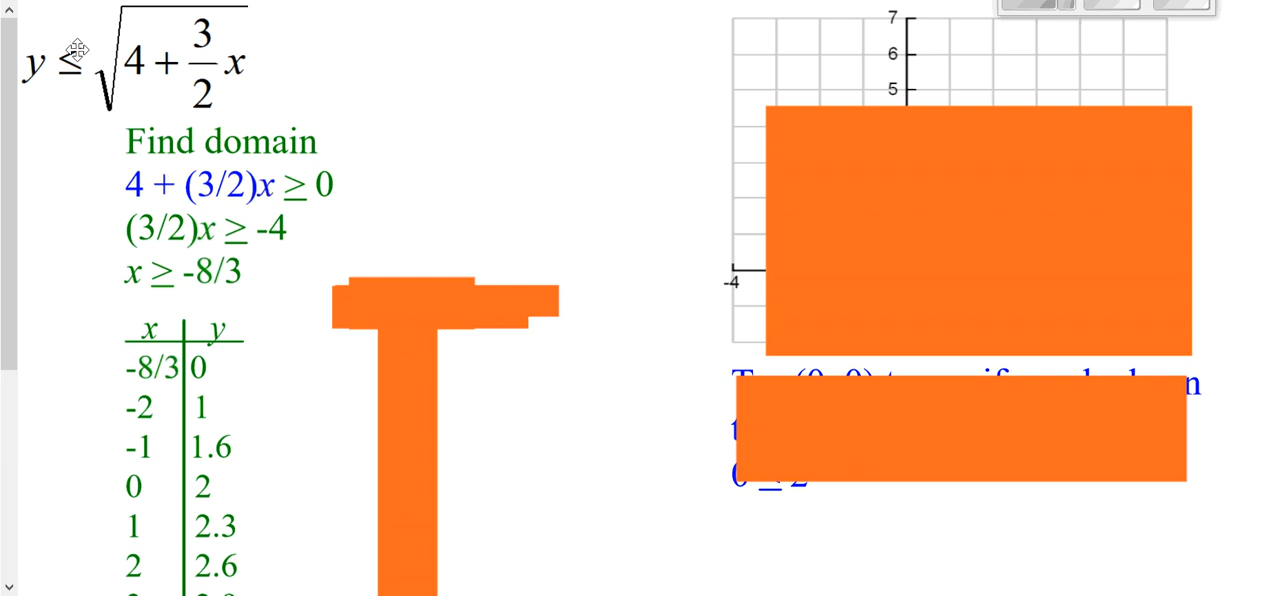 y ≤ √(4 + 3/2 x)
Find domain
4 + (3/2)x ≥ 0
(3/2)x ≥ -4
x ≥ -8/3
x y
-8/3 0
-2 1
-1 1.6
0 2
1 2.3
2 2.6
7
6
5
-4